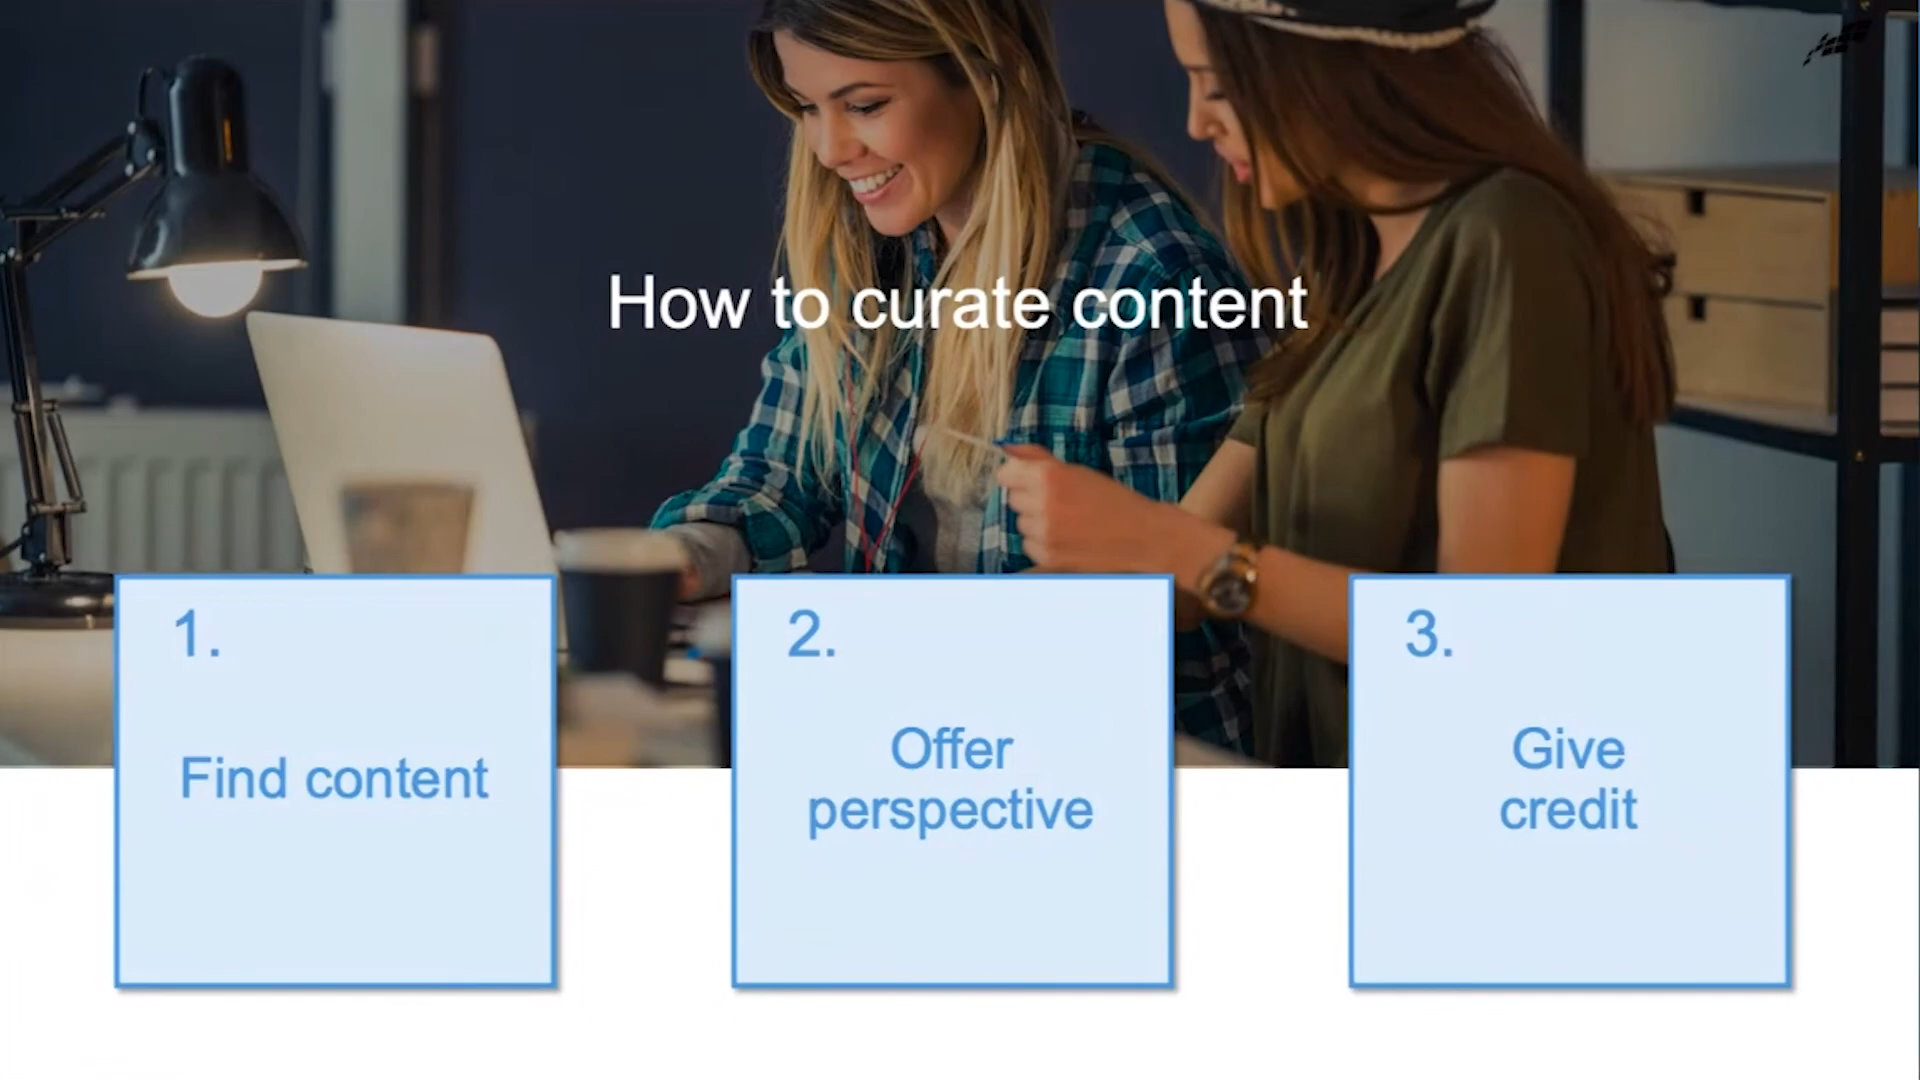 How to curate content
1.
Find content
2.
Offer
perspective
3.
Give
credit